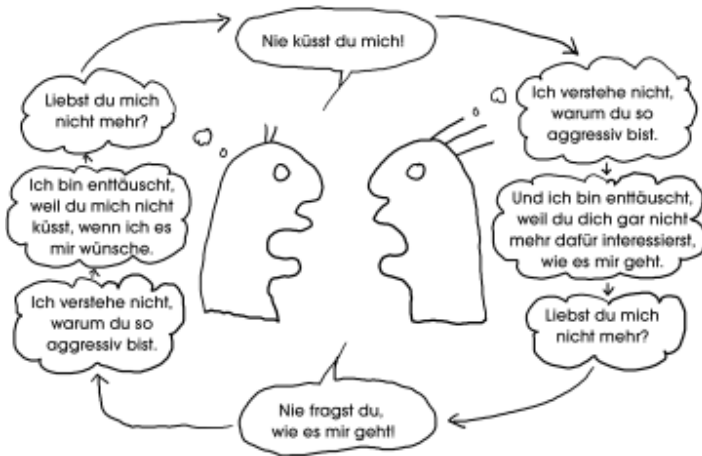 Nie küsst du mich!
Ich verstehe nicht,
warum du so
aggressiv bist.
Und ich bin enttäuscht,
weil du dich gar nicht
mehr dafür interessierst,
wie es mir geht.
Liebst du mich
nicht mehr?
Nie fragst du,
wie es mir geht!
Ich verstehe nicht,
warum du so
aggressiv bist.
Ich bin enttäuscht,
weil du mich nicht
küsst, wenn ich es
mir wünsche.
Liebst du mich
nicht mehr?